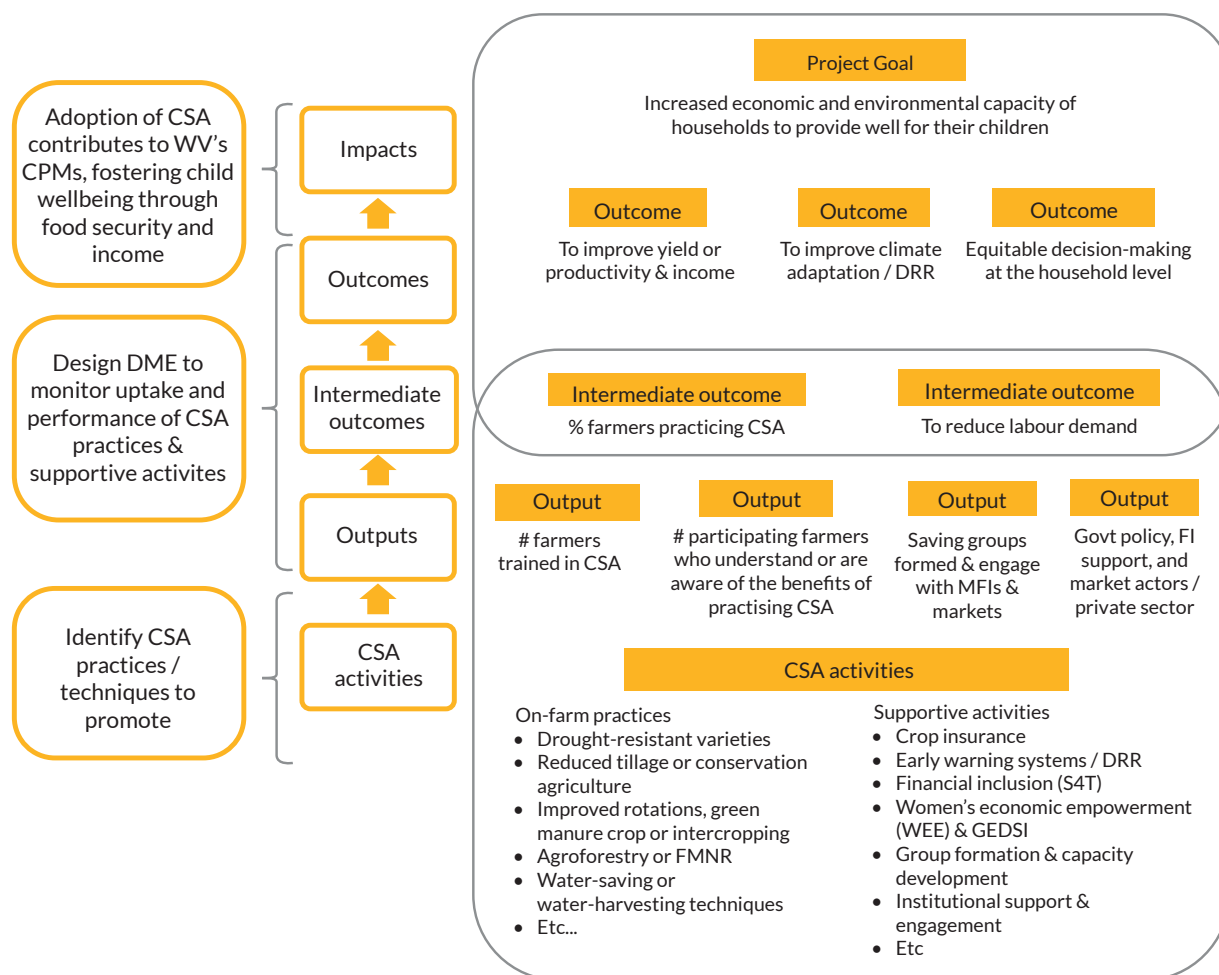 Adoption of CSA
contributes to WV's
CPMs, fostering child
wellbeing through
food security and
income
Design DME to
monitor uptake and
performance of CSA
practices &
supportive activites
Identify CSA
practices /
techniques to
promote
Impacts
Outcomes
Intermediate
outcomes
Outputs
CSA
activities
Project Goal
Increased economic and environmental capacity of
households to provide well for their children
Outcome
To improve yield or
productivity & income
Outcome
To improve climate
adaptation / DRR
Outcome
Equitable decision-making
at the household level
Intermediate outcome
% farmers practicing CSA
Intermediate outcome
To reduce labour demand
Output
# farmers
trained in CSA
Output
# participating farmers
who understand or are
aware of the benefits of
practising CSA
Output
Saving groups
formed & engage
with MFIs &
markets
Output
Govt policy, FI
support, and
market actors /
private sector
CSA activities
On-farm practices
• Drought-resistant varieties
• Reduced tillage or conservation
agriculture
• Improved rotations, green
manure crop or intercropping
• Agroforestry or FMNR
• Water-saving or
water-harvesting techniques
• Etc...
Supportive activities
• Crop insurance
• Early warning systems / DRR
• Financial inclusion (S4T)
• Women's economic empowerment
(WEE) & GEDSI
• Group formation & capacity
development
• Institutional support &
engagement
• Etc